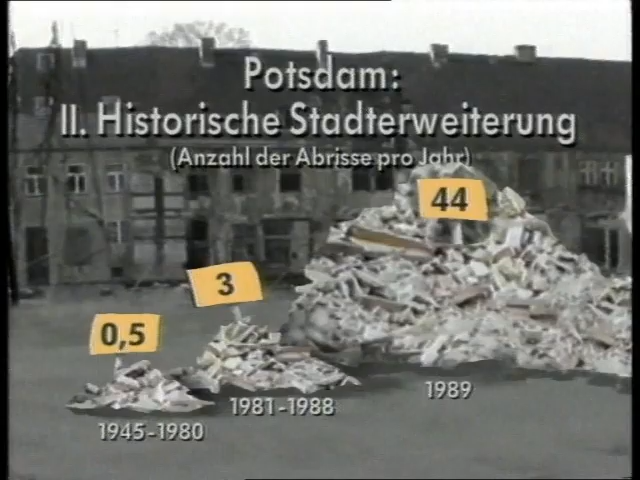 Potsdam:
II. Historische Stadterweiterung
(Anzahl der Abrisse pro Jahr)
44
3
0,5
1989
1981-1988
1945-1980